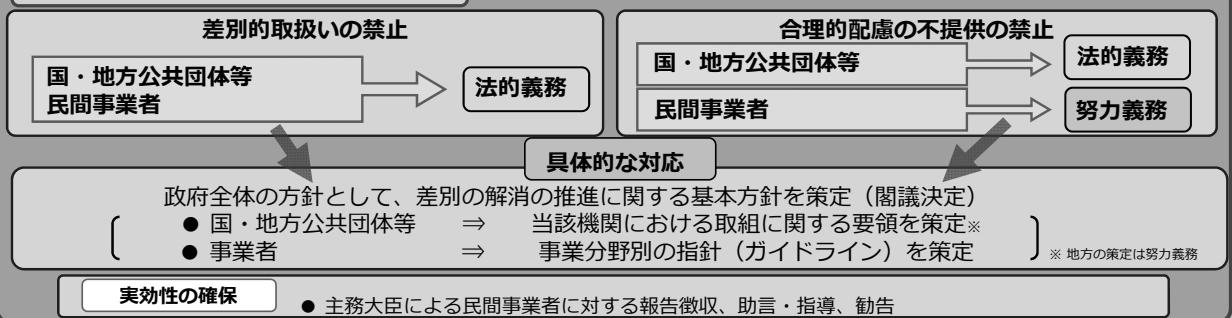 差別的取扱いの禁止
国・地方公共団体等
民間事業者
法的義務
合理的配慮の不提供の禁止
国・地方公共団体等
法的義務
民間事業者
努力義務
具体的な対応
政府全体の方針として、差別の解消の推進に関する基本方針を策定（閣議決定）
● 国・地方公共団体等 ⇒ 当該機関における取組に関する要領を策定※
● 事業者 ⇒ 事業分野別の指針（ガイドライン）を策定
※ 地方の策定は努力義務
実効性の確保
● 主務大臣による民間事業者に対する報告徴収、助言・指導、勧告